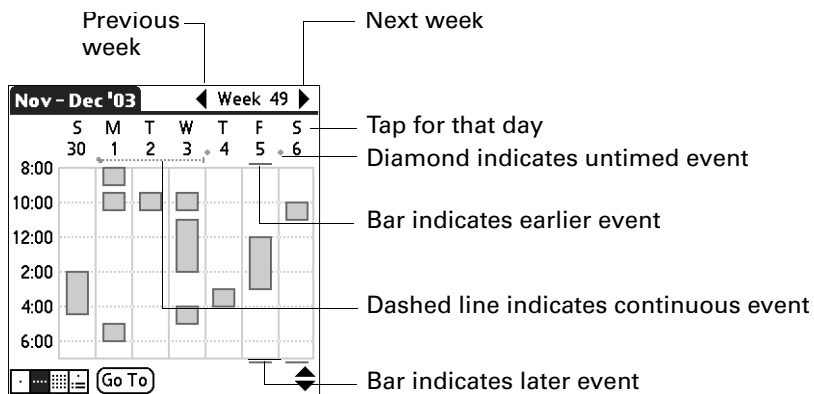 Previous week
Next week
Nov - Dec '03
Week 49
S M T W T F S
30 1 2 3 4 5 6
Tap for that day
Diamond indicates untimed event
8:00
10:00
Bar indicates earlier event
12:00
2:00
4:00
Dashed line indicates continuous event
6:00
Go To
Bar indicates later event